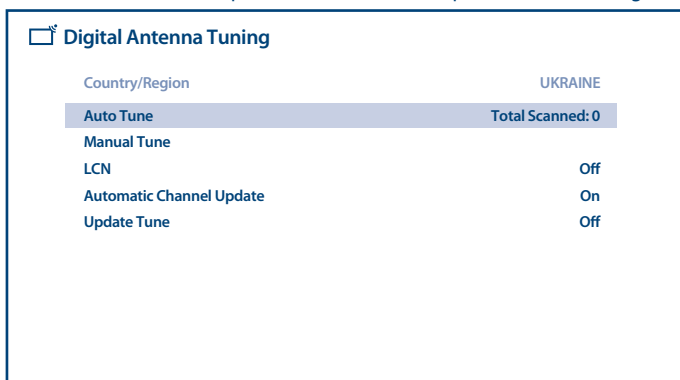 Digital Antenna Tuning
Country/Region UKRAINE
Auto Tune Total Scanned: 0
Manual Tune
LCN Off
Automatic Channel Update On
Update Tune Off